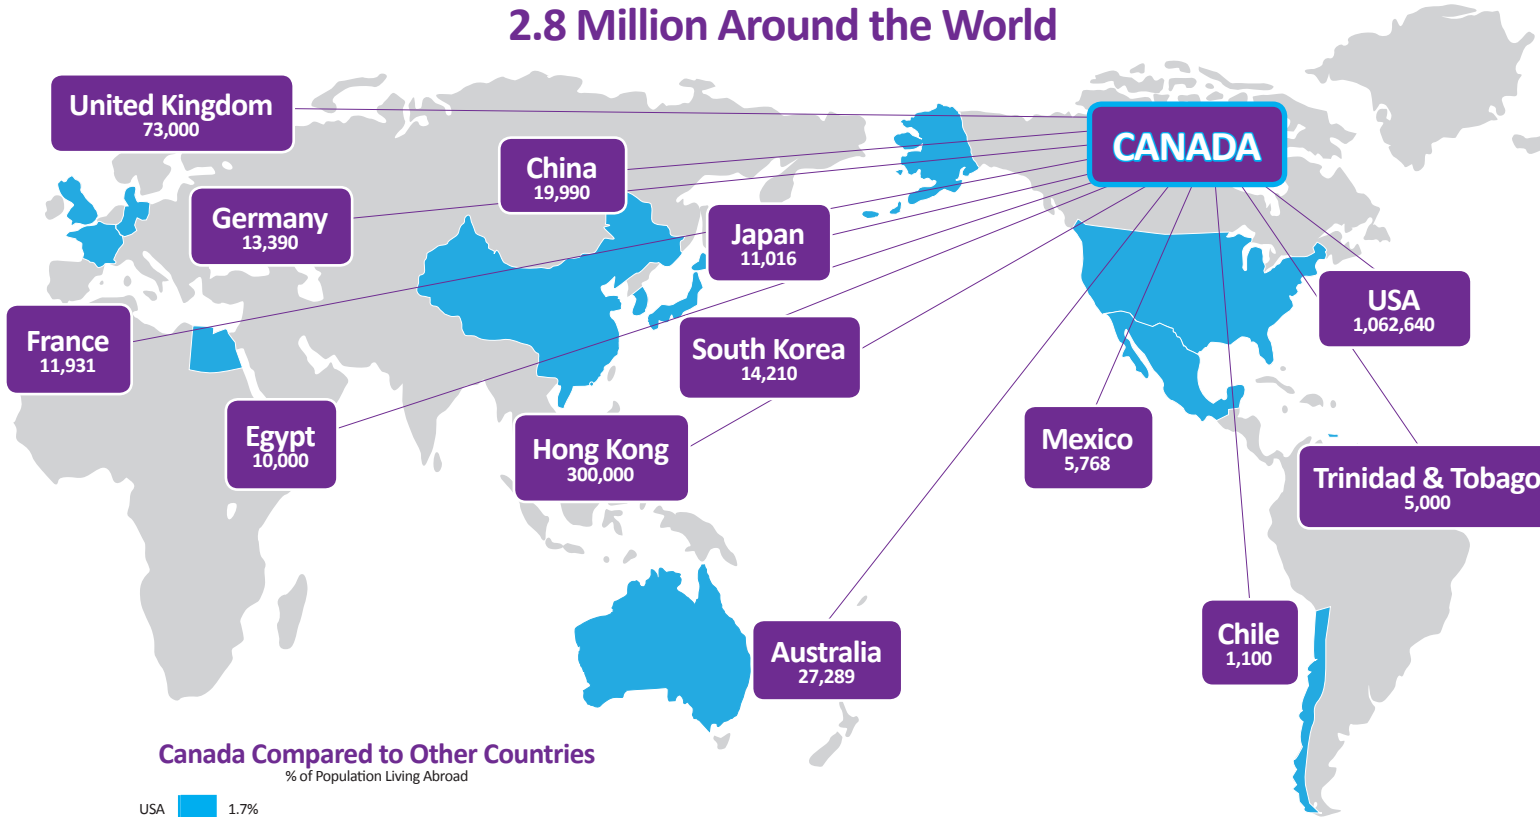 2.8 Million Around the World
United Kingdom
73,000
CANADA
China
19,990
Germany
13,390
Japan
11,016
USA
1,062,640
France
11,931
South Korea
14,210
Egypt
10,000
Hong Kong
300,000
Mexico
5,768
Trinidad & Tobago
5,000
Chile
1,100
Australia
27,289
Canada Compared to Other Countries
% of Population Living Abroad
USA 1.7%